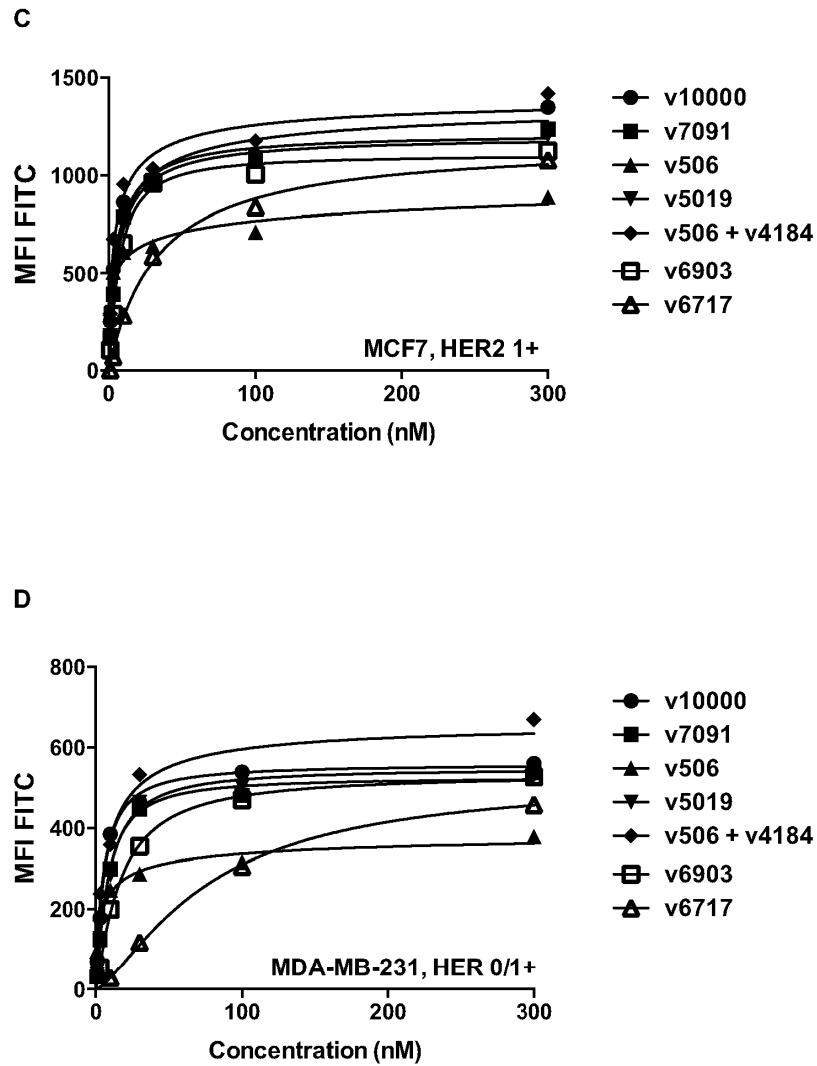 C
1500
1000
500
0
0
100
200
300
MFI FITC
Concentration (nM)
MCF7, HER2 1+
v10000
v7091
v506
v5019
v506 + v4184
v6903
v6717
D
800
600
400
200
0
0
100
200
300
MFI FITC
Concentration (nM)
MDA-MB-231, HER 0/1+
v10000
v7091
v506
v5019
v506 + v4184
v6903
v6717